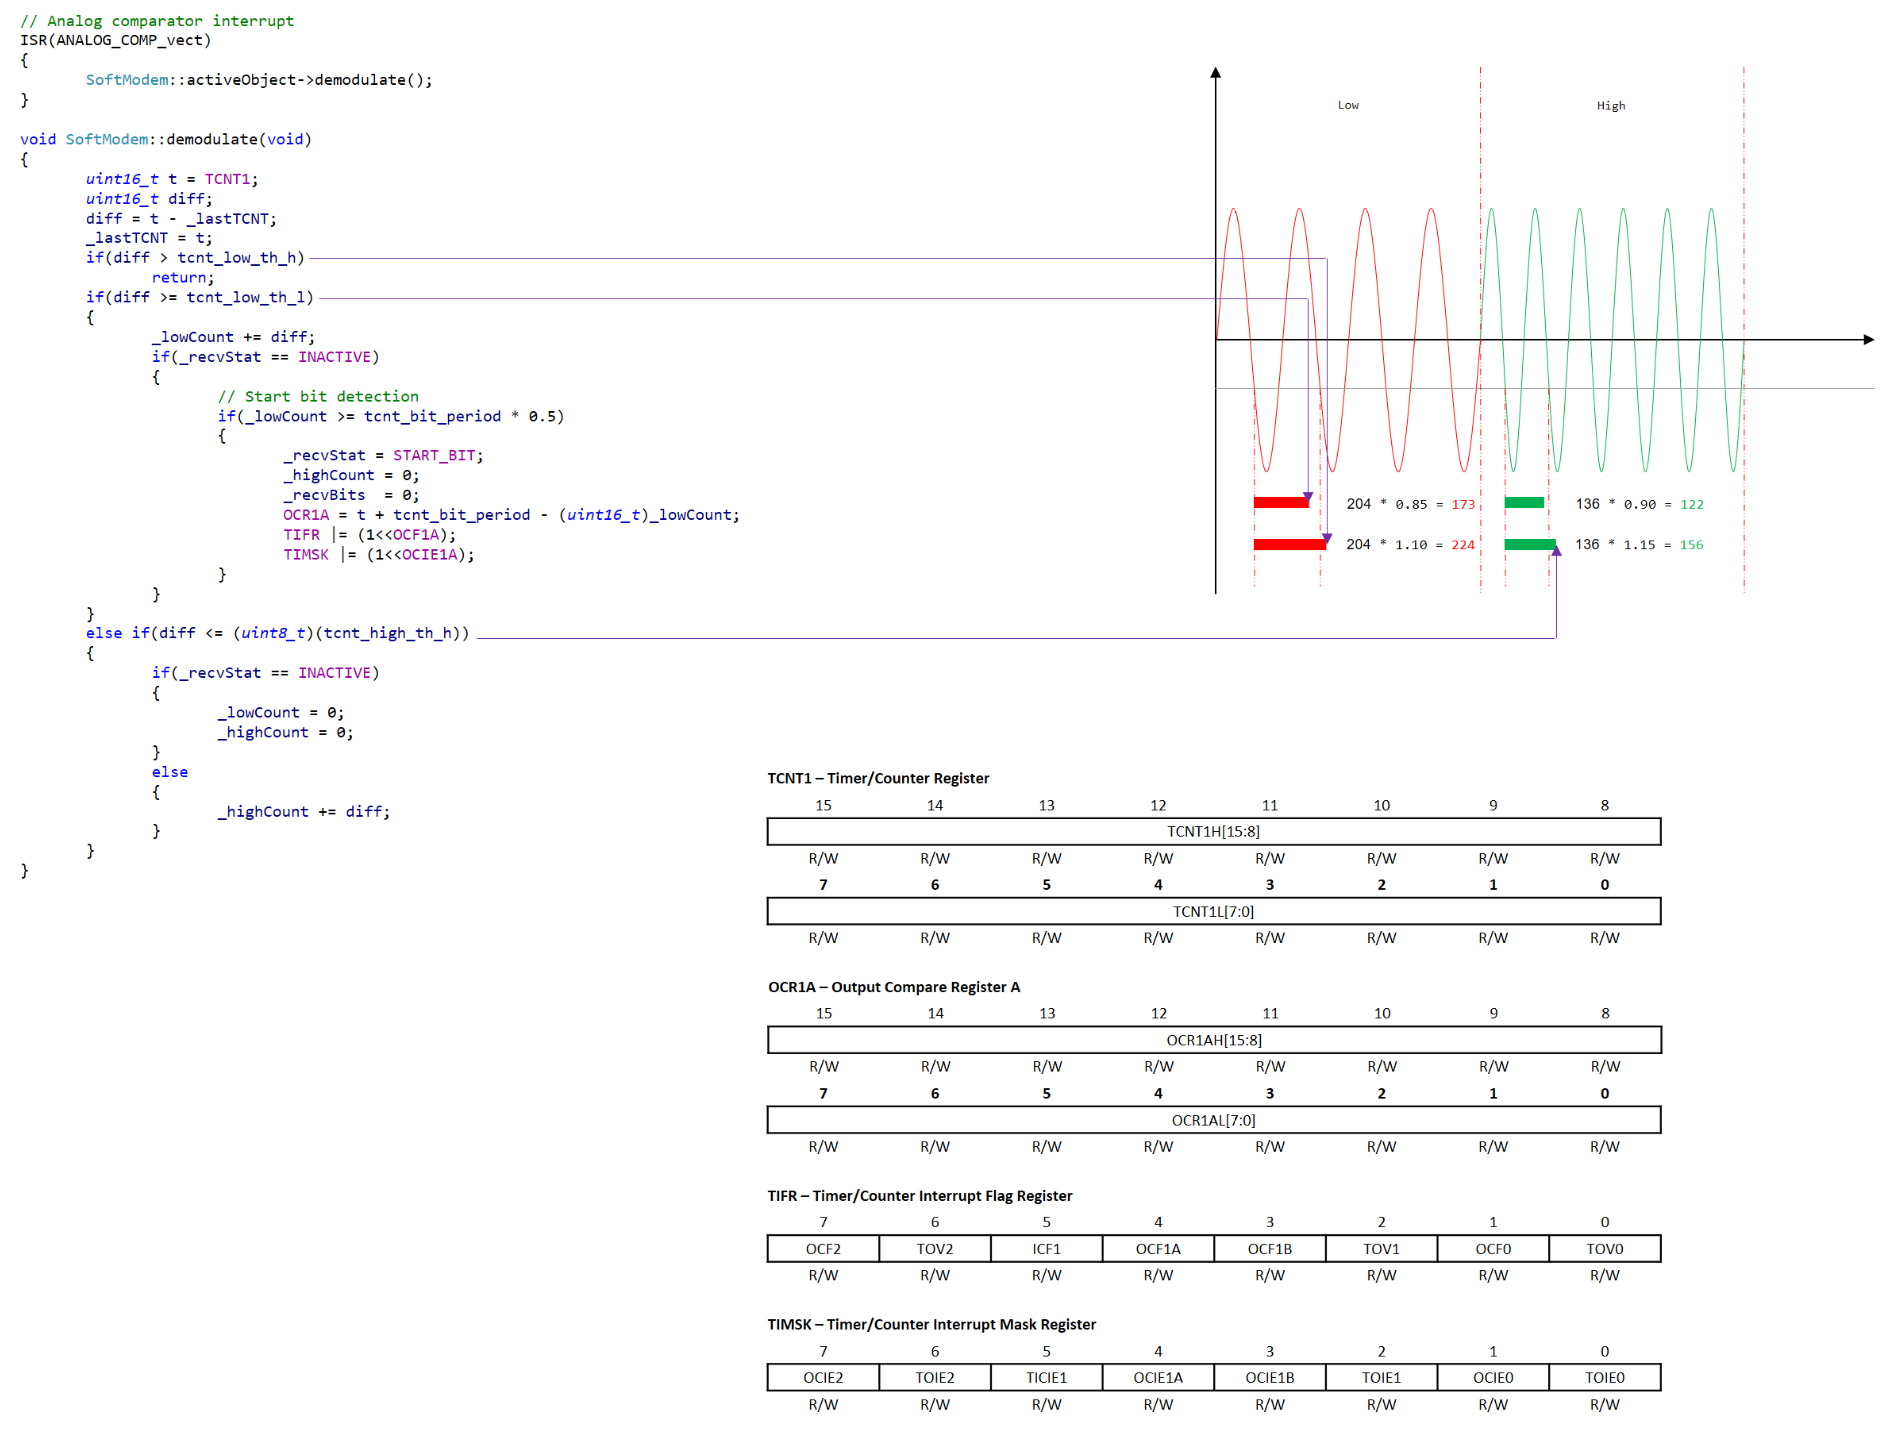 // Analog comparator interrupt
ISR(ANALOG_COMP_vect)
{
SoftModem::activeObject->demodulate();
}
void SoftModem::demodulate(void)
{
uint16_t t = TCNT1;
uint16_t diff;
diff = t - _lastTCNT;
_lastTCNT = t;
if(diff > tcnt_low_th_h)
return;
if(diff >= tcnt_low_th_l)
{
_lowCount += diff;
if(_recvStat == INACTIVE)
{
// Start bit detection
if(_lowCount >= tcnt_bit_period * 0.5)
{
_recvStat = START_BIT;
_highCount = 0;
_recvBits  = 0;
OCR1A = t + tcnt_bit_period - (uint16_t)_lowCount;
TIFR |= (1<<OCF1A);
TIMSK |= (1<<OCIE1A);
}
}
}
else if(diff <= (uint8_t)(tcnt_high_th_h))
{
if(_recvStat == INACTIVE)
{
_lowCount = 0;
_highCount = 0;
}
else
{
_highCount += diff;
}
}
}
Low High
204 * 0.85 = 173 136 * 0.90 = 122
204 * 1.10 = 224 136 * 1.15 = 156
TCNT1 – Timer/Counter Register
15 14 13 12 11 10 9 8
TCNT1H[15:8]
R/W R/W R/W R/W R/W R/W R/W R/W
7 6 5 4 3 2 1 0
TCNT1L[7:0]
R/W R/W R/W R/W R/W R/W R/W R/W
OCR1A – Output Compare Register A
15 14 13 12 11 10 9 8
OCR1AH[15:8]
R/W R/W R/W R/W R/W R/W R/W R/W
7 6 5 4 3 2 1 0
OCR1AL[7:0]
R/W R/W R/W R/W R/W R/W R/W R/W
TIFR – Timer/Counter Interrupt Flag Register
7 6 5 4 3 2 1 0
OCF2 TOV2 ICF1 OCF1A OCF1B TOV1 OCF0 TOV0
R/W R/W R/W R/W R/W R/W R/W R/W
TIMSK – Timer/Counter Interrupt Mask Register
7 6 5 4 3 2 1 0
OCIE2 TOIE2 TICIE1 OCIE1A OCIE1B TOIE1 OCIE0 TOIE0
R/W R/W R/W R/W R/W R/W R/W R/W